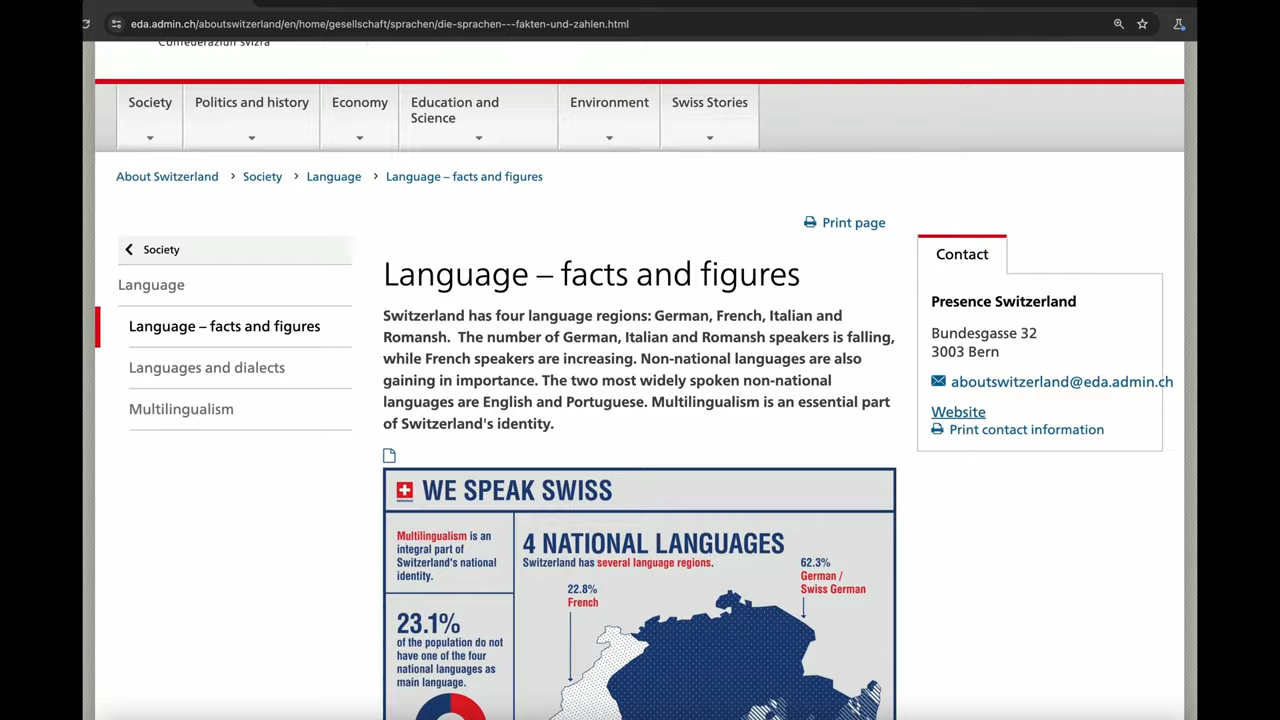 eda.admin.ch/aboutswitzerland/en/home/gesellschaft/sprachen/die-sprachen---fakten-und-zahlen.html
Confederaziun svizra
Society
Politics and history
Economy
Education and
Science
Environment
Swiss Stories
About Switzerland > Society > Language > Language – facts and figures
Print page
Society
Language
Language – facts and figures
Languages and dialects
Multilingualism
Language – facts and figures
Switzerland has four language regions: German, French, Italian and
Romansh. The number of German, Italian and Romansh speakers is falling,
while French speakers are increasing. Non-national languages are also
gaining in importance. The two most widely spoken non-national
languages are English and Portuguese. Multilingualism is an essential part
of Switzerland's identity.
WE SPEAK SWISS
Multilingualism is an
integral part of
Switzerland's national
identity.
23.1%
of the population do not
have one of the four
national languages as
main language.
4 NATIONAL LANGUAGES
Switzerland has several language regions.
22.8%
French
62.3%
German /
Swiss German
Contact
Presence Switzerland
Bundesgasse 32
3003 Bern
aboutswitzerland@eda.admin.ch
Website
Print contact information